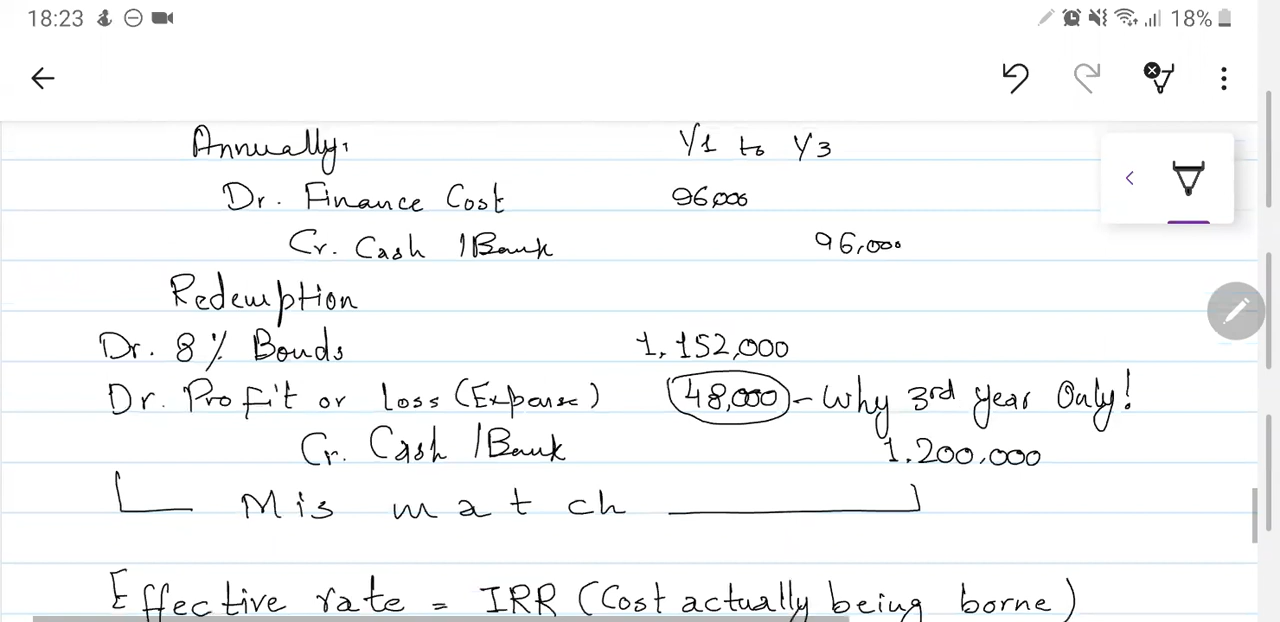 18:23 18%
Annually, Y1 to Y3
Dr. Finance Cost 96,000
Cr. Cash / Bank 96,000
Redemption
Dr. 8% Bonds 1,152,000
Dr. Profit or loss (Expense) 48,000 - Why 3rd Year Only!
Cr. Cash / Bank 1.200.000
Mis match
Effective rate = IRR (Cost actually being borne)